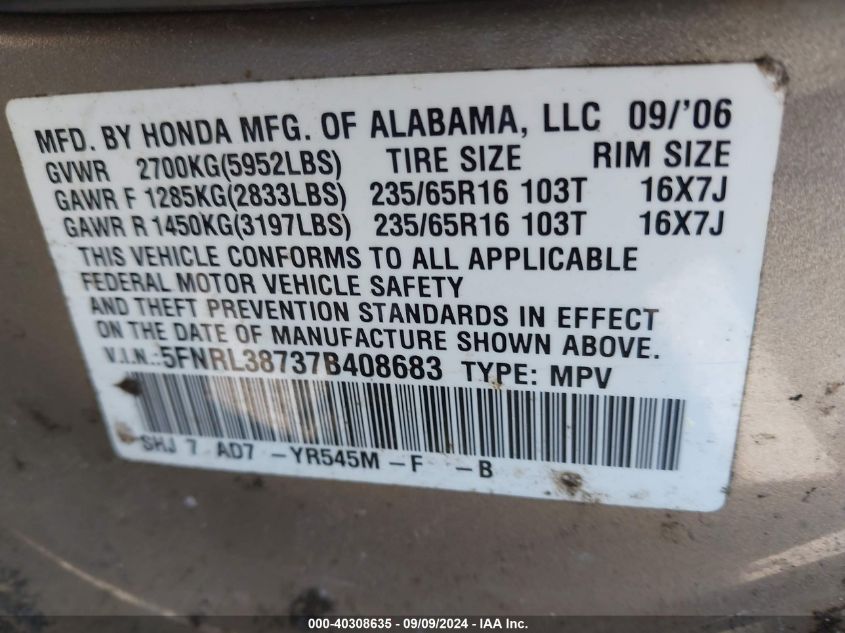 MFD. BY HONDA MFG. OF ALABAMA, LLC 09/'06
GVWR 2700KG(5952LBS) TIRE SIZE RIM SIZE
GAWR F 1285KG(2833LBS) 235/65R16 103T 16X7J
GAWR R 1450KG(3197LBS) 235/65R16 103T 16X7J
THIS VEHICLE CONFORMS TO ALL APPLICABLE
FEDERAL MOTOR VEHICLE SAFETY
AND THEFT PREVENTION STANDARDS IN EFFECT
ON THE DATE OF MANUFACTURE SHOWN ABOVE.
V.I.N.:5FNRL38737B408683 TYPE: MPV
SHJ 7 AD7 -YR545M -F -B
000-40308635 - 09/09/2024 - IAA Inc.